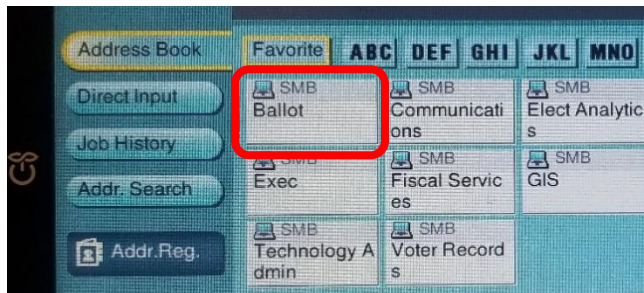 Address Book
Favorite ABC DEF GHI JKL MNO
Direct Input
Job History
Addr. Search
Addr.Reg.
SMB
Ballot
SMB
Communicati
ons
SMB
Elect Analytic
s
SMB
Exec
SMB
Fiscal Servic
es
SMB
GIS
SMB
Technology A
dmin
SMB
Voter Record
s